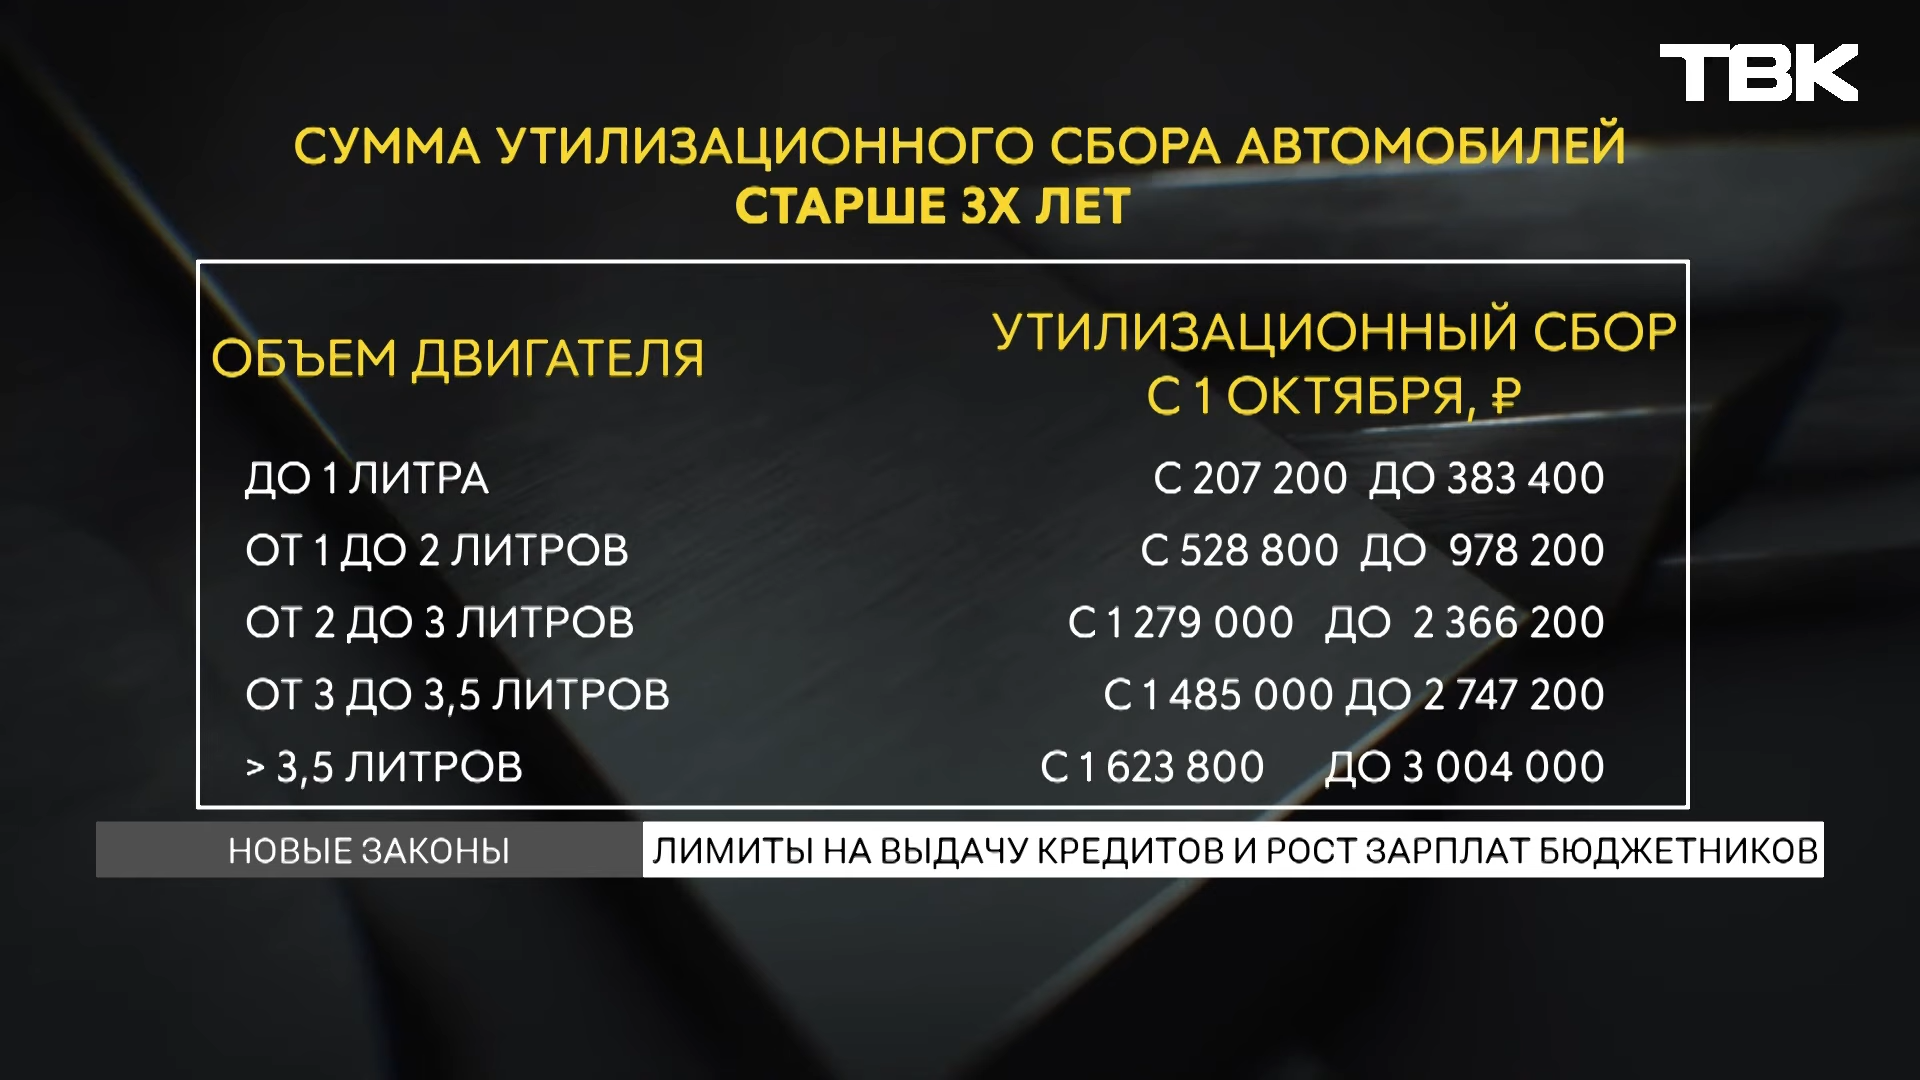 ТВК
СУММА УТИЛИЗАЦИОННОГО СБОРА АВТОМОБИЛЕЙ
СТАРШЕ 3Х ЛЕТ
ОБЪЕМ ДВИГАТЕЛЯ
УТИЛИЗАЦИОННЫЙ СБОР
С 1 ОКТЯБРЯ, ₽
ДО 1 ЛИТРА С 207 200 ДО 383 400
ОТ 1 ДО 2 ЛИТРОВ С 528 800 ДО 978 200
ОТ 2 ДО 3 ЛИТРОВ С 1 279 000 ДО 2 366 200
ОТ 3 ДО 3,5 ЛИТРОВ С 1 485 000 ДО 2 747 200
> 3,5 ЛИТРОВ С 1 623 800 ДО 3 004 000
НОВЫЕ ЗАКОНЫ ЛИМИТЫ НА ВЫДАЧУ КРЕДИТОВ И РОСТ ЗАРПЛАТ БЮДЖЕТНИКОВ